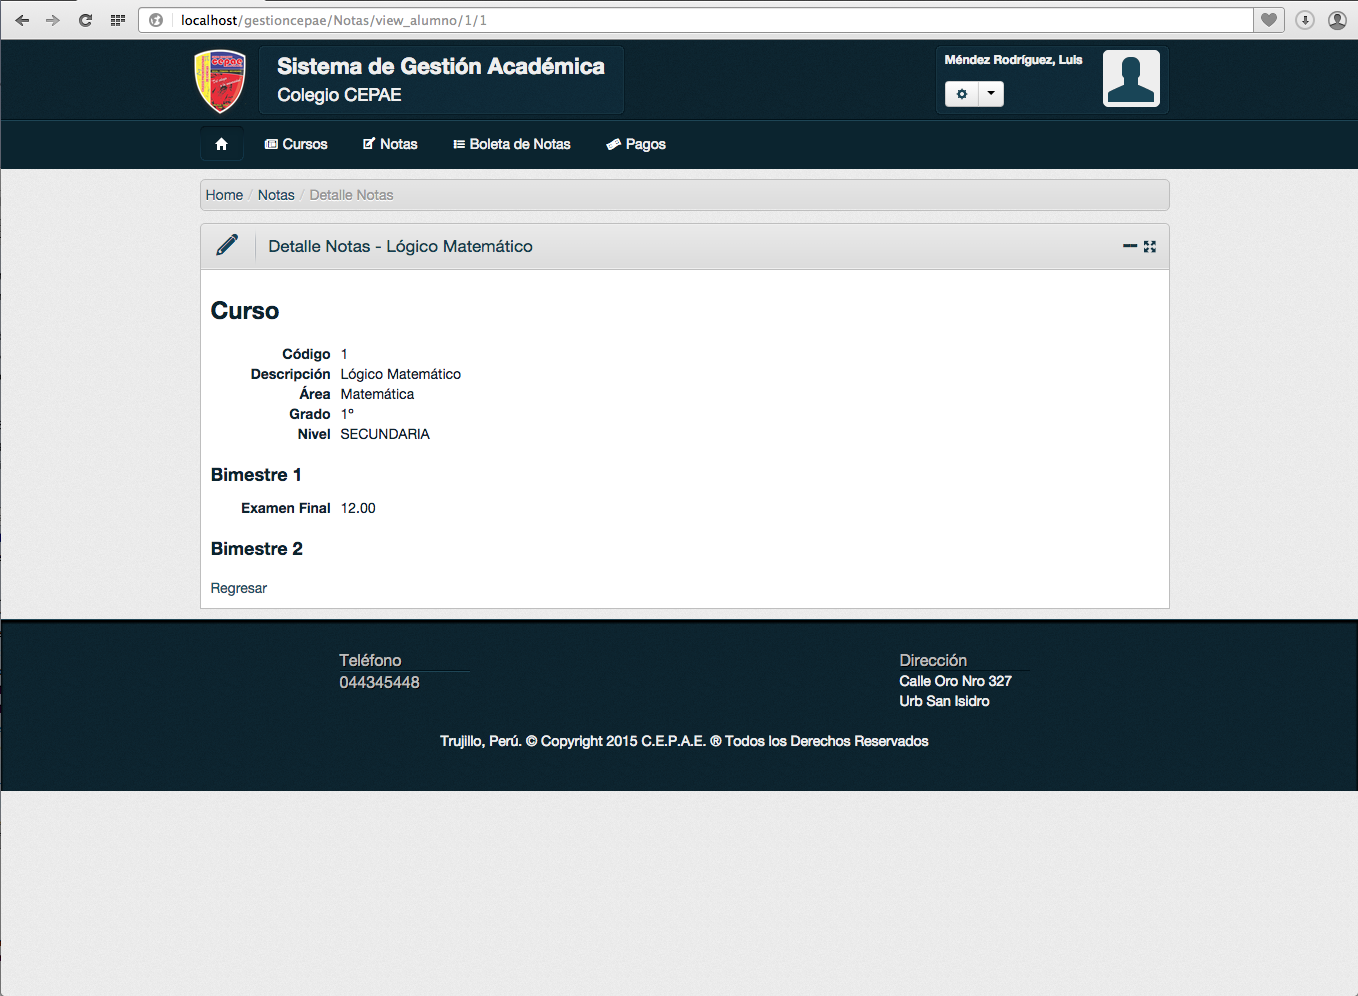 localhost/gestioncepae/Notas/view_alumno/1/1
cepae
Sistema de Gestión Académica
Colegio CEPAE
Méndez Rodríguez, Luis
Cursos
Notas
Boleta de Notas
Pagos
Home / Notas / Detalle Notas
Detalle Notas - Lógico Matemático
Curso
Código 1
Descripción Lógico Matemático
Área Matemática
Grado 1º
Nivel SECUNDARIA
Bimestre 1
Examen Final 12.00
Bimestre 2
Regresar
Teléfono
044345448
Dirección
Calle Oro Nro 327
Urb San Isidro
Trujillo, Perú. © Copyright 2015 C.E.P.A.E. ® Todos los Derechos Reservados